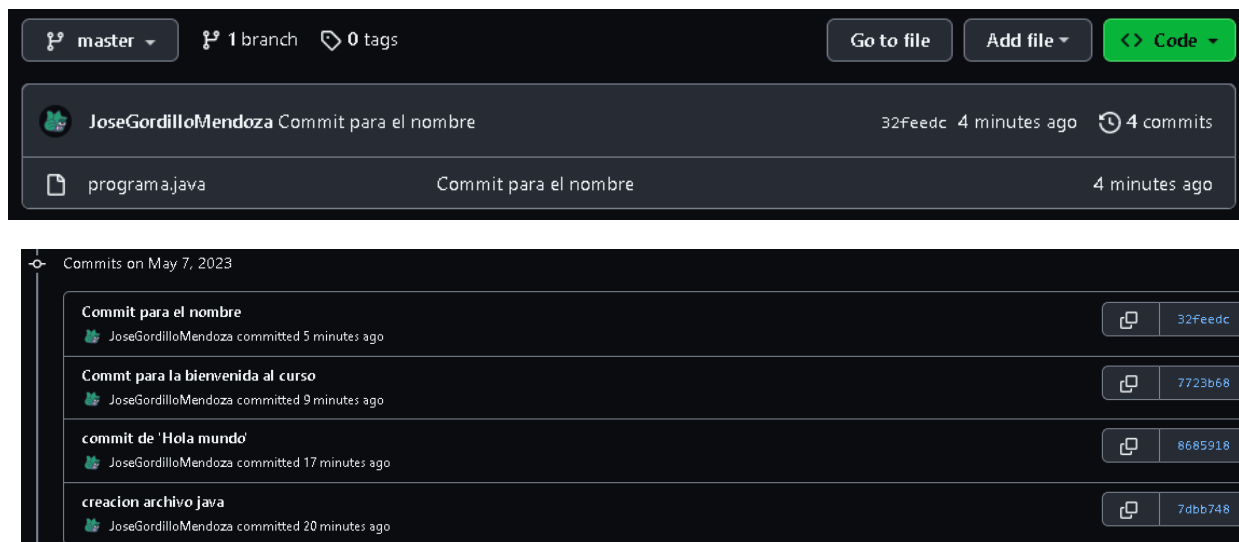 master 1 branch 0 tags Go to file Add file <> Code
JoseGordilloMendoza Commit para el nombre 32feedc 4 minutes ago 4 commits
programa.java Commit para el nombre 4 minutes ago
Commits on May 7, 2023
Commit para el nombre
JoseGordilloMendoza committed 5 minutes ago 32feedc
Commt para la bienvenida al curso
JoseGordilloMendoza committed 9 minutes ago 7723b68
commit de 'Hola mundo'
JoseGordilloMendoza committed 17 minutes ago 8685918
creacion archivo java
JoseGordilloMendoza committed 20 minutes ago 7dbb748